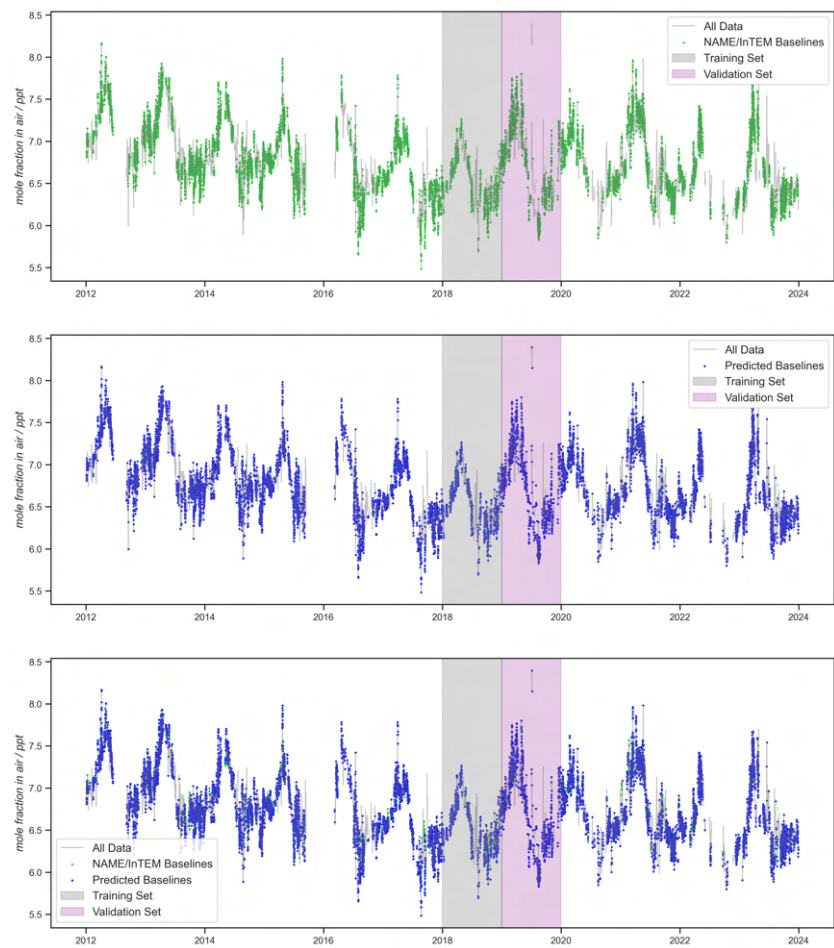 8.5
8.0
7.5
7.0
6.5
6.0
5.5
mole fraction in air / ppt
All Data
NAME/InTEM Baselines
Training Set
Validation Set
2012 2014 2016 2018 2020 2022 2024
8.5
8.0
7.5
7.0
6.5
6.0
5.5
mole fraction in air / ppt
All Data
Predicted Baselines
Training Set
Validation Set
2012 2014 2016 2018 2020 2022 2024
8.5
8.0
7.5
7.0
6.5
6.0
5.5
mole fraction in air / ppt
All Data
NAME/InTEM Baselines
Predicted Baselines
Training Set
Validation Set
2012 2014 2016 2018 2020 2022 2024